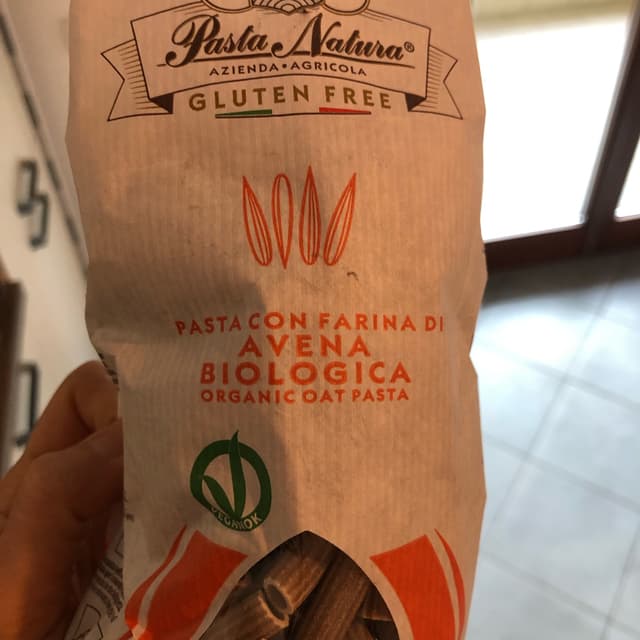 Pasta Natura®
AZIENDA • AGRICOLA
GLUTEN FREE
PASTA CON FARINA DI
AVENA
BIOLOGICA
ORGANIC OAT PASTA
VEGANOK